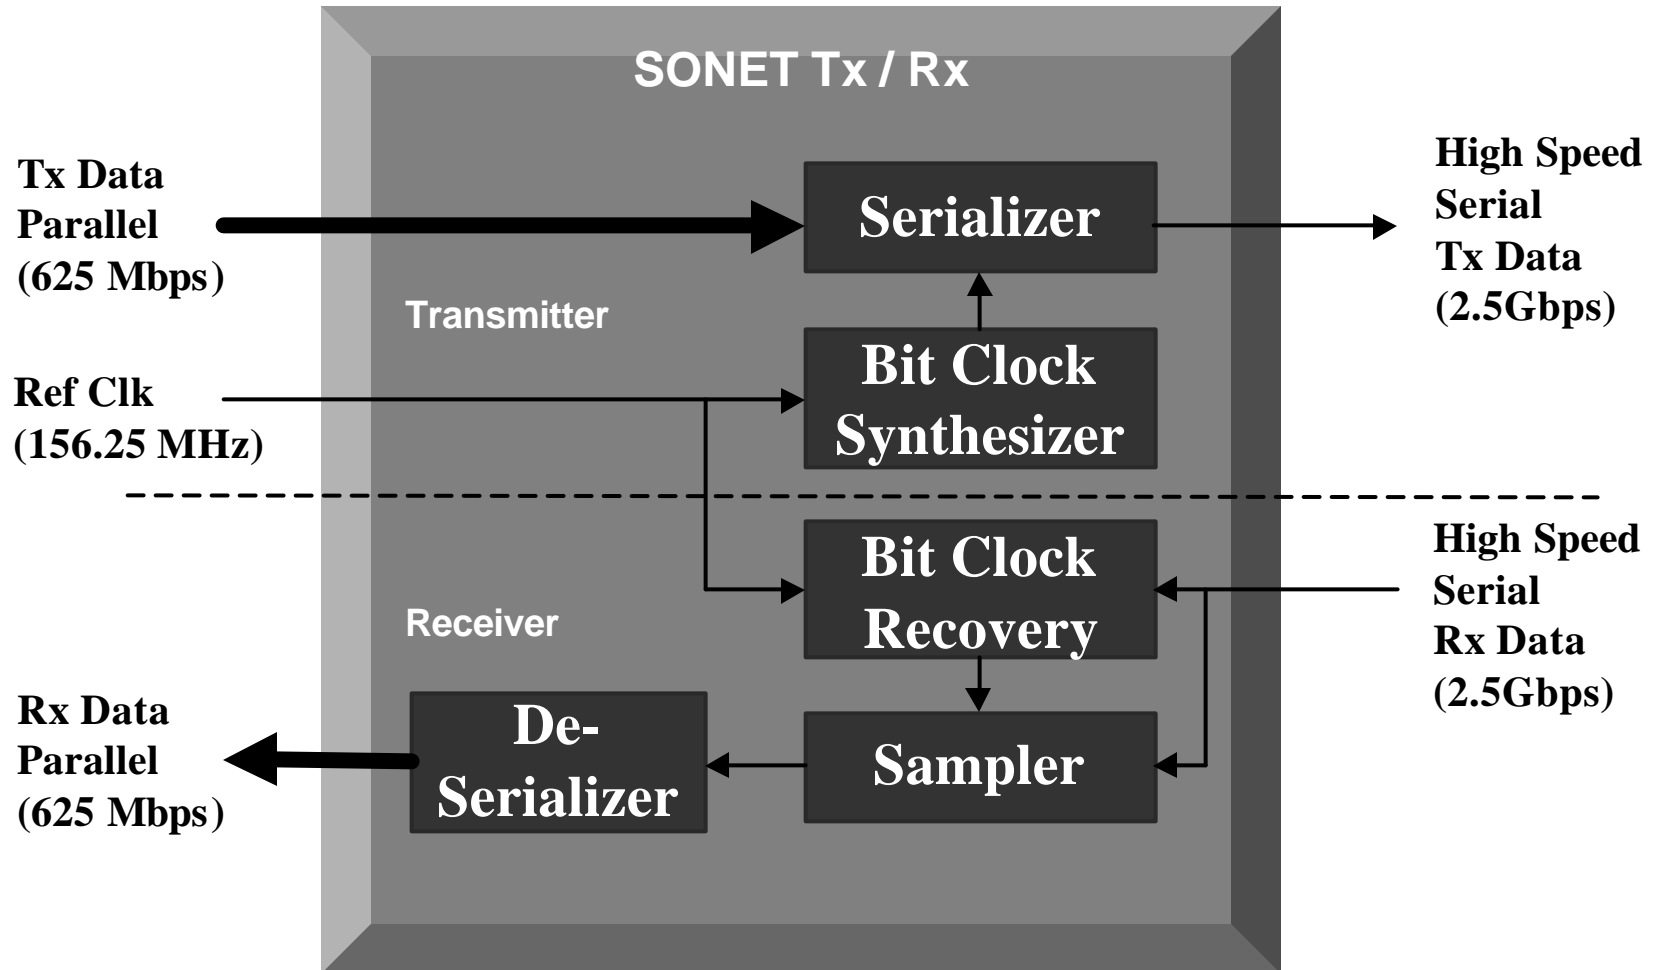 SONET Tx / Rx
Tx Data
Parallel
(625 Mbps)
Serializer
High Speed
Serial
Tx Data
(2.5Gbps)
Transmitter
Ref Clk
(156.25 MHz)
Bit Clock
Synthesizer
Bit Clock
Recovery
High Speed
Serial
Rx Data
(2.5Gbps)
Receiver
Rx Data
Parallel
(625 Mbps)
De-
Serializer
Sampler